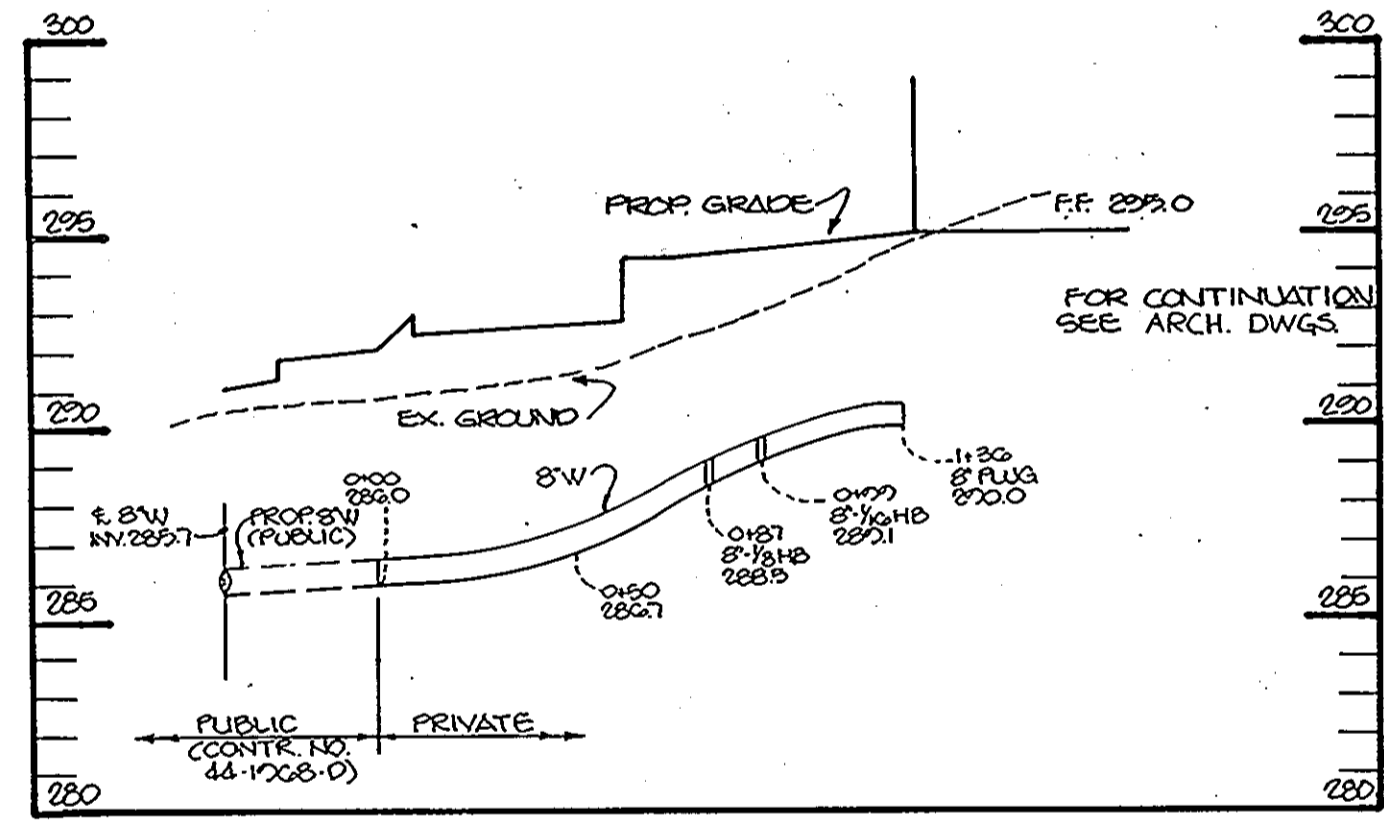 300
300
PROP. GRADE
F.F. 295.0
295
295
FOR CONTINUATION
SEE ARCH. DWGS.
EX. GROUND
290
290
℄ 8"W
INV. 285.7
PROP. 8"W
(PUBLIC)
0+00
286.0
8"W
1+36
8" PLUG
290.0
0+99
8"-1/16 HB
289.1
0+87
8"-1/8 HB
288.5
0+50
286.7
285
285
PUBLIC
(CONTR. NO.
44-1968-D)
PRIVATE
280
280